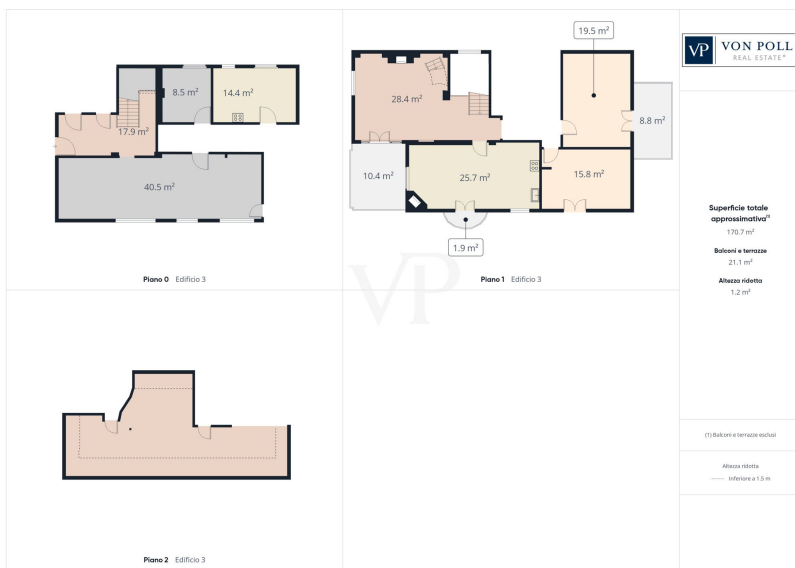 8.5 m²
14.4 m²
17.9 m²
40.5 m²
Piano 0 Edificio 3
19.5 m²
28.4 m²
8.8 m²
10.4 m²
25.7 m²
15.8 m²
1.9 m²
Piano 1 Edificio 3
VP
Piano 2 Edificio 3
VP VON POLL
REAL ESTATE®
Superficie totale
approssimativa⁽¹⁾
170.7 m²
Balconi e terrazze
21.1 m²
Altezza ridotta
1.2 m²
(1) Balconi e terrazze esclusi
Altezza ridotta
Inferiore a 1.5 m